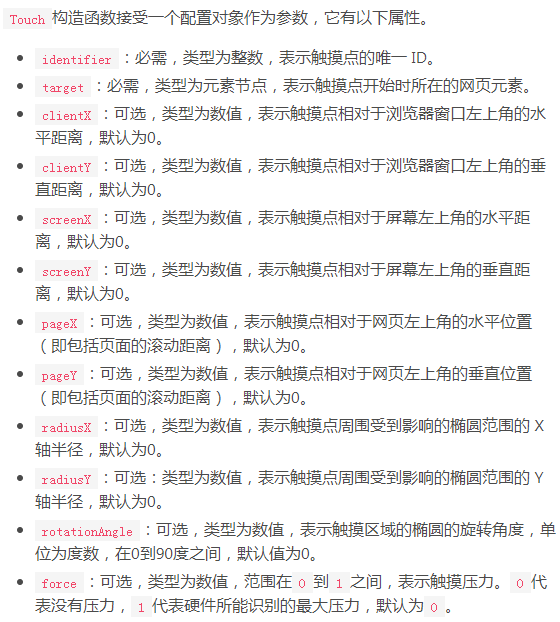 Touch 构造函数接受一个配置对象作为参数，它有以下属性。
identifier ：必需，类型为整数，表示触摸点的唯一 ID。
target ：必需，类型为元素节点，表示触摸点开始时所在的网页元素。
clientX ：可选，类型为数值，表示触摸点相对于浏览器窗口左上角的水
平距离，默认为0。
clientY ：可选，类型为数值，表示触摸点相对于浏览器窗口左上角的垂
直距离，默认为0。
screenX ：可选，类型为数值，表示触摸点相对于屏幕左上角的水平距
离，默认为0。
screenY ：可选，类型为数值，表示触摸点相对于屏幕左上角的垂直距
离，默认为0。
pageX ：可选，类型为数值，表示触摸点相对于网页左上角的水平位置
（即包括页面的滚动距离），默认为0。
pageY ：可选，类型为数值，表示触摸点相对于网页左上角的垂直位置
（即包括页面的滚动距离），默认为0。
radiusX ：可选，类型为数值，表示触摸点周围受到影响的椭圆范围的 X
轴半径，默认为0。
radiusY ：可选：类型为数值，表示触摸点周围受到影响的椭圆范围的 Y
轴半径，默认为0。
rotationAngle ：可选，类型为数值，表示触摸区域的椭圆的旋转角度，单
位为度数，在0到90度之间，默认值为0。
force ：可选，类型为数值，范围在 0 到 1 之间，表示触摸压力。 0 代
表没有压力， 1 代表硬件所能识别的最大压力，默认为 0 。